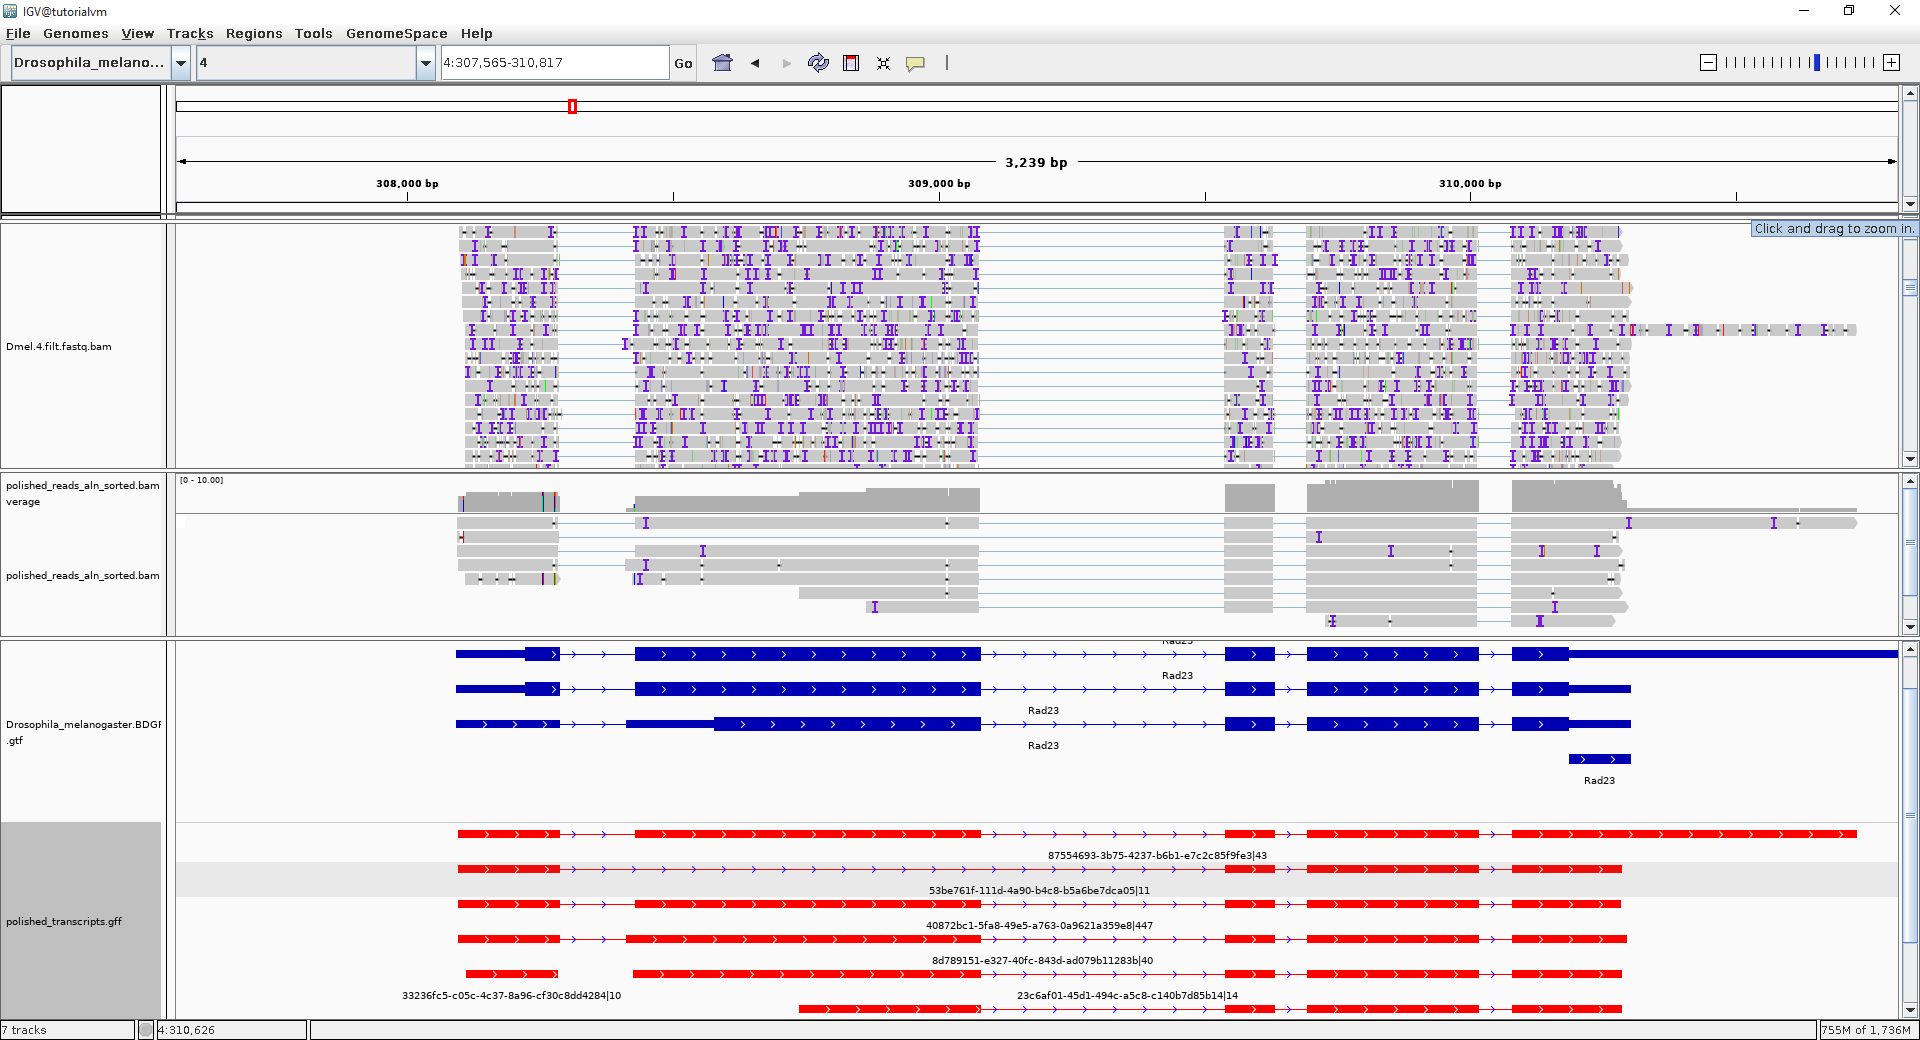 IGV@tutorialvm
File Genomes View Tracks Regions Tools GenomeSpace Help
Drosophila_melano... 4 4:307,565-310,817 Go
3,239 bp
308,000 bp 309,000 bp 310,000 bp
Click and drag to zoom in.
Dmel.4.filt.fastq.bam
polished_reads_aln_sorted.bam
verage
[0 - 10.00]
polished_reads_aln_sorted.bam
Rad23
Rad23
Rad23
Drosophila_melanogaster.BDGF
.gtf
Rad23
Rad23
87554693-3b75-4237-b6b1-e7c2c85f9fe3|43
53be761f-111d-4a90-b4c8-b5a6be7dca05|11
polished_transcripts.gff
40872bc1-5fa8-49e5-a763-0a9621a359e8|447
8d789151-e327-40fc-843d-ad079b11283b|40
33236fc5-c05c-4c37-8a96-cf30c8dd4284|10 23c6af01-45d1-494c-a5c8-c140b7d85b14|14
7 tracks 4:310,626 755M of 1,736M